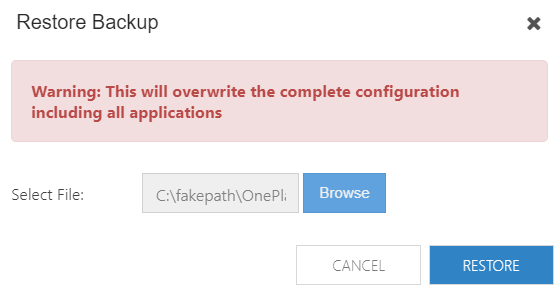 Restore Backup
Warning: This will overwrite the complete configuration
including all applications
Select File:
C:\fakepath\OnePl
Browse
CANCEL
RESTORE